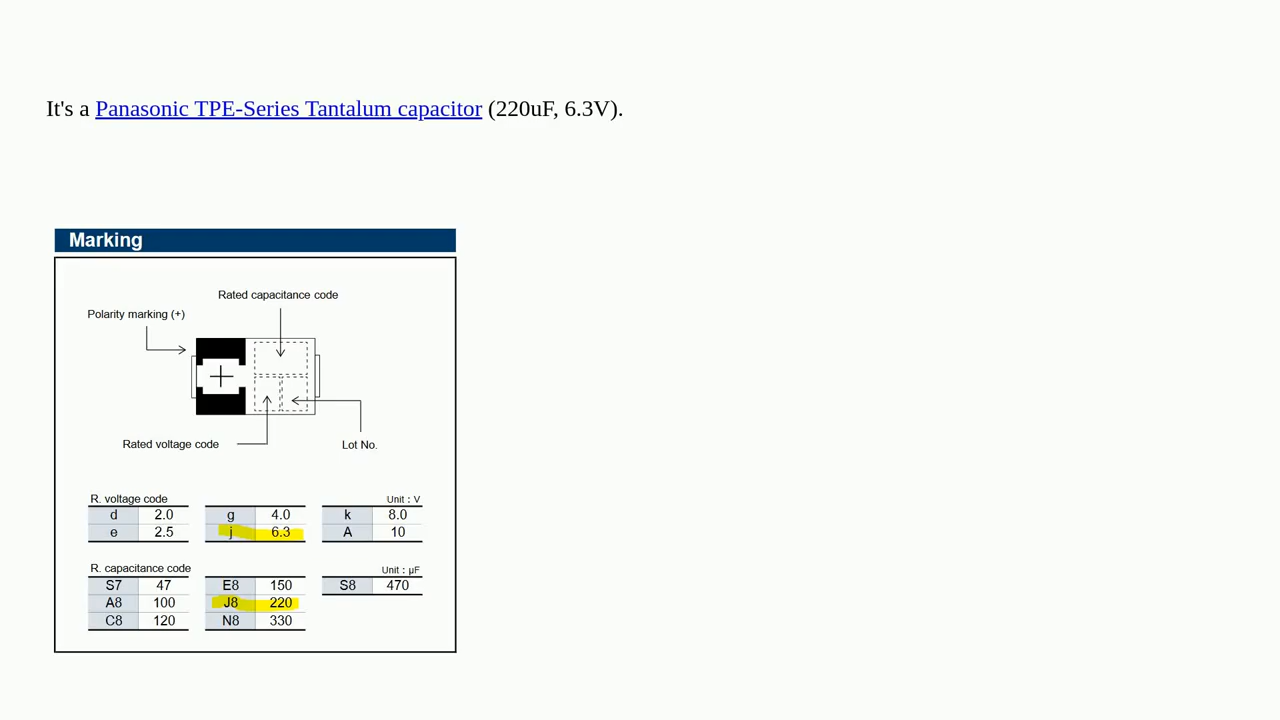 It's a Panasonic TPE-Series Tantalum capacitor (220uF, 6.3V).
Marking
Rated capacitance code
Polarity marking (+)
+
Rated voltage code
Lot No.
R. voltage code Unit : V
d 2.0 g 4.0 k 8.0
e 2.5 j 6.3 A 10
R. capacitance code Unit : µF
S7 47 E8 150 S8 470
A8 100 J8 220
C8 120 N8 330